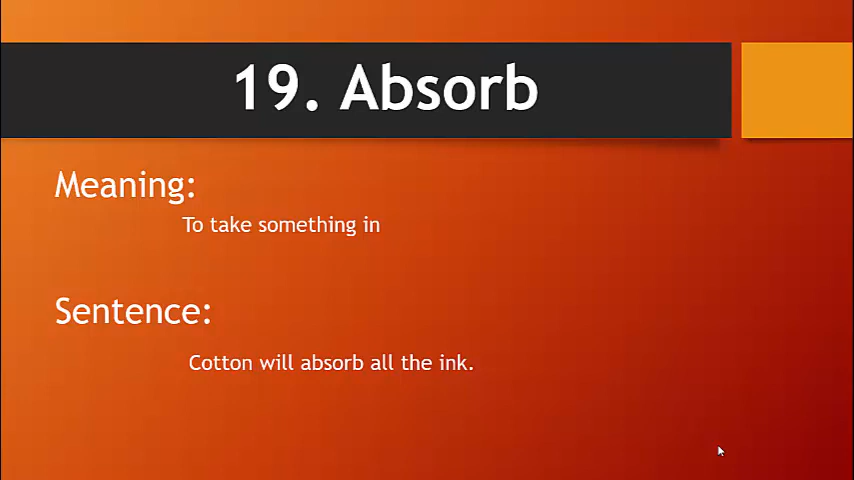 19. Absorb
Meaning:
To take something in
Sentence:
Cotton will absorb all the ink.